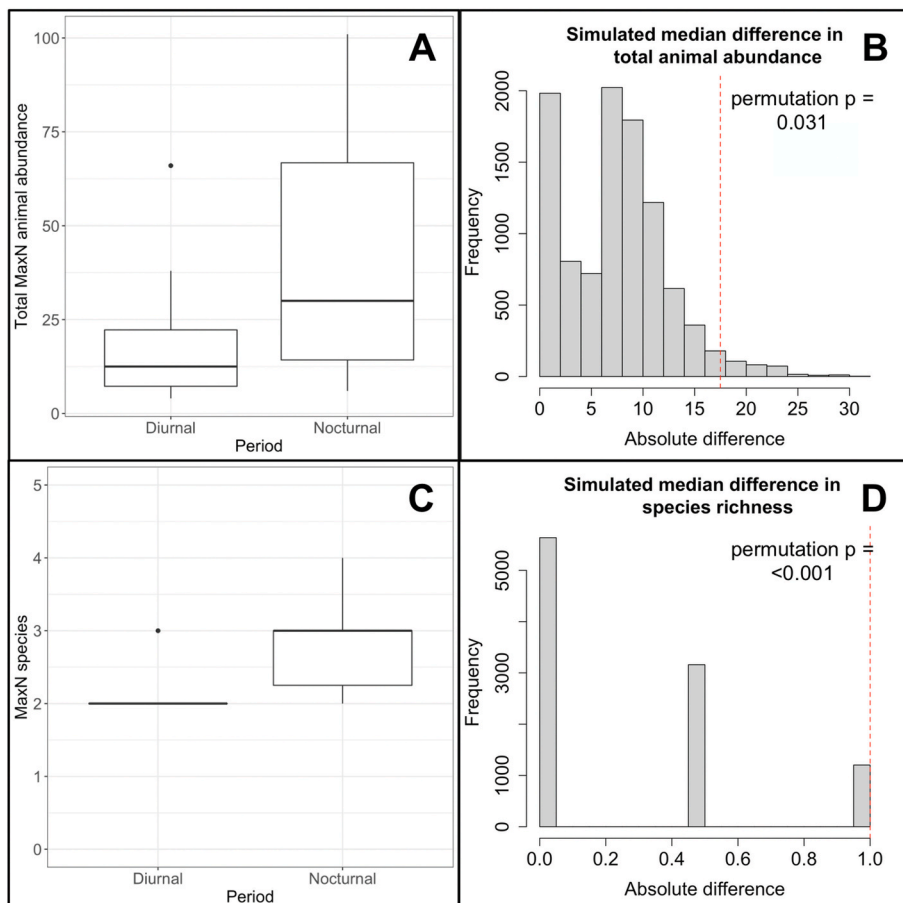 A
Total MaxN animal abundance
100
75
50
25
0
Diurnal
Nocturnal
Period
B
Simulated median difference in
total animal abundance
permutation p =
0.031
Frequency
2000
1500
1000
500
0
0 5 10 15 20 25 30
Absolute difference
C
MaxN species
5
4
3
2
1
0
Diurnal
Nocturnal
Period
D
Simulated median difference in
species richness
permutation p =
<0.001
Frequency
5000
3000
1000
0
0.0 0.2 0.4 0.6 0.8 1.0
Absolute difference